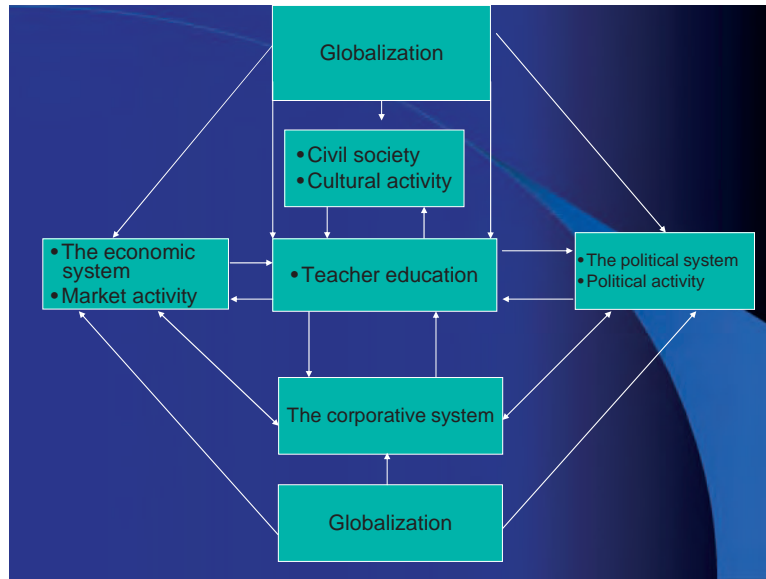 Globalization
•Civil society
•Cultural activity
•The economic
system
•Market activity
•Teacher education
•The political system
•Political activity
The corporative system
Globalization